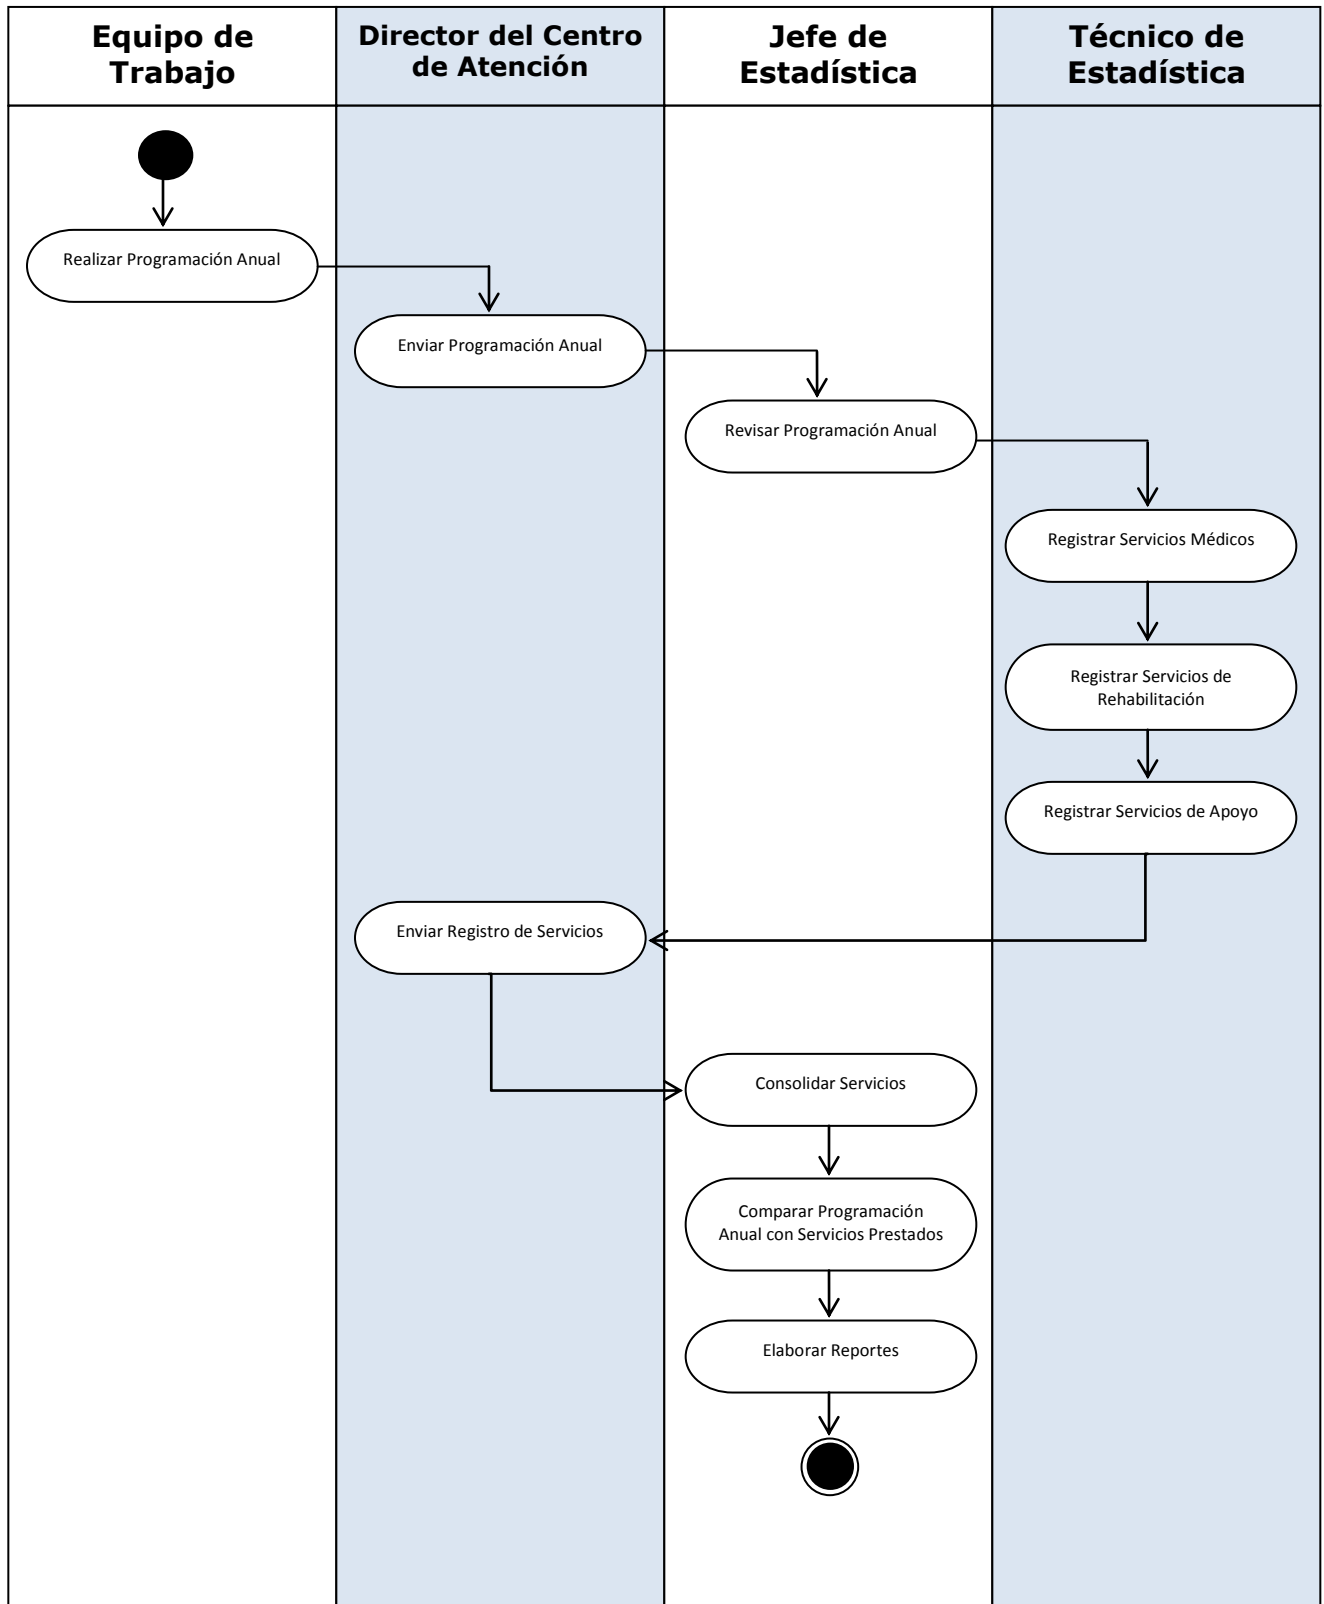 Equipo de
Trabajo
Director del Centro
de Atención
Jefe de
Estadística
Técnico de
Estadística
Realizar Programación Anual
Enviar Programación Anual
Revisar Programación Anual
Registrar Servicios Médicos
Registrar Servicios de
Rehabilitación
Registrar Servicios de Apoyo
Enviar Registro de Servicios
Consolidar Servicios
Comparar Programación
Anual con Servicios Prestados
Elaborar Reportes